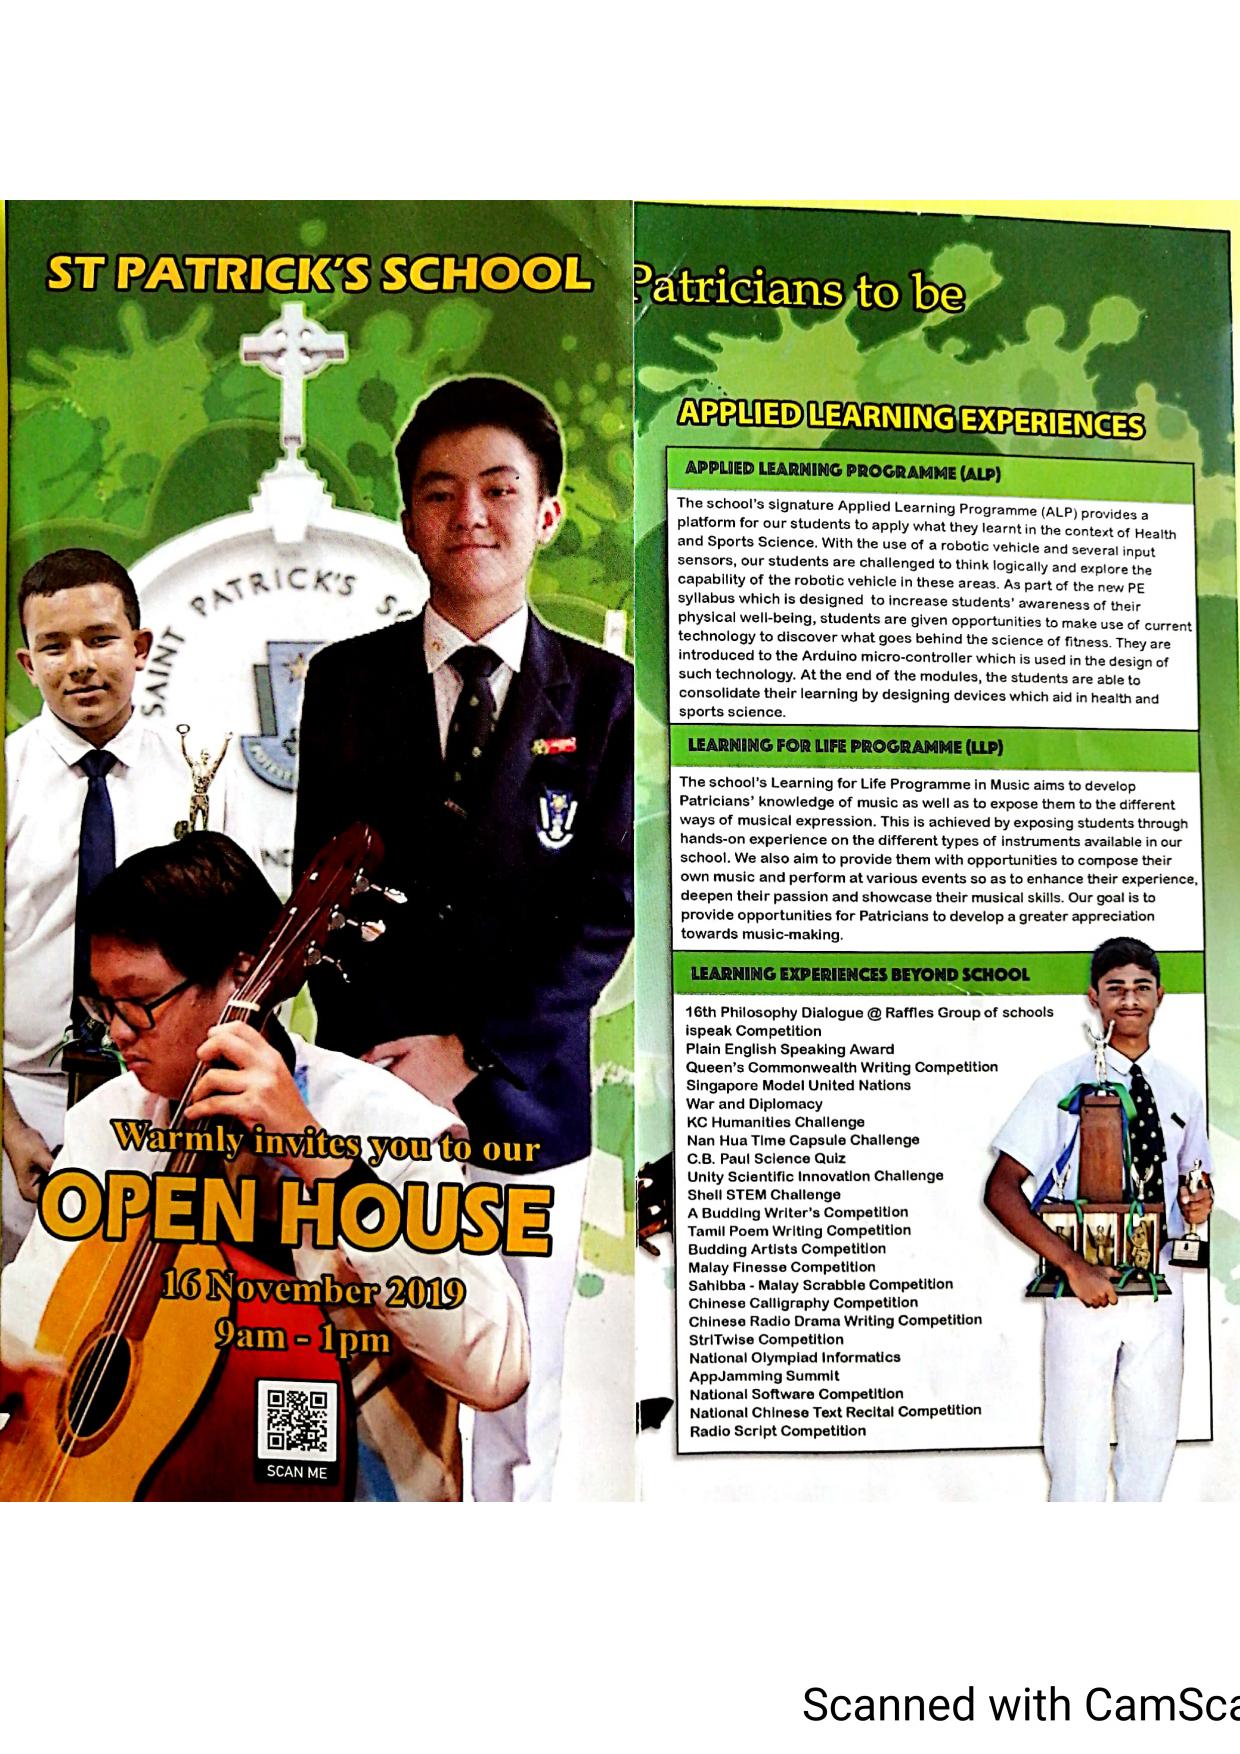 ST PATRICK'S SCHOOL
SAINT PATRICK'S SC
Warmly invites you to our
OPEN HOUSE
16 November 2019
9am - 1pm
SCAN ME
Patricians to be
APPLIED LEARNING EXPERIENCES
APPLIED LEARNING PROGRAMME (ALP)
The school's signature Applied Learning Programme (ALP) provides a
platform for our students to apply what they learnt in the context of Health
and Sports Science. With the use of a robotic vehicle and several input
sensors, our students are challenged to think logically and explore the
capability of the robotic vehicle in these areas. As part of the new PE
syllabus which is designed to increase students' awareness of their
physical well-being, students are given opportunities to make use of current
technology to discover what goes behind the science of fitness. They are
introduced to the Arduino micro-controller which is used in the design of
such technology. At the end of the modules, the students are able to
consolidate their learning by designing devices which aid in health and
sports science.
LEARNING FOR LIFE PROGRAMME (LLP)
The school's Learning for Life Programme in Music aims to develop
Patricians' knowledge of music as well as to expose them to the different
ways of musical expression. This is achieved by exposing students through
hands-on experience on the different types of instruments available in our
school. We also aim to provide them with opportunities to compose their
own music and perform at various events so as to enhance their experience,
deepen their passion and showcase their musical skills. Our goal is to
provide opportunities for Patricians to develop a greater appreciation
towards music-making.
LEARNING EXPERIENCES BEYOND SCHOOL
16th Philosophy Dialogue @ Raffles Group of schools
ispeak Competition
Plain English Speaking Award
Queen's Commonwealth Writing Competition
Singapore Model United Nations
War and Diplomacy
KC Humanities Challenge
Nan Hua Time Capsule Challenge
C.B. Paul Science Quiz
Unity Scientific Innovation Challenge
Shell STEM Challenge
A Budding Writer's Competition
Tamil Poem Writing Competition
Budding Artists Competition
Malay Finesse Competition
Sahibba - Malay Scrabble Competition
Chinese Calligraphy Competition
Chinese Radio Drama Writing Competition
StriTwise Competition
National Olympiad Informatics
AppJamming Summit
National Software Competition
National Chinese Text Recital Competition
Radio Script Competition
Scanned with CamSca